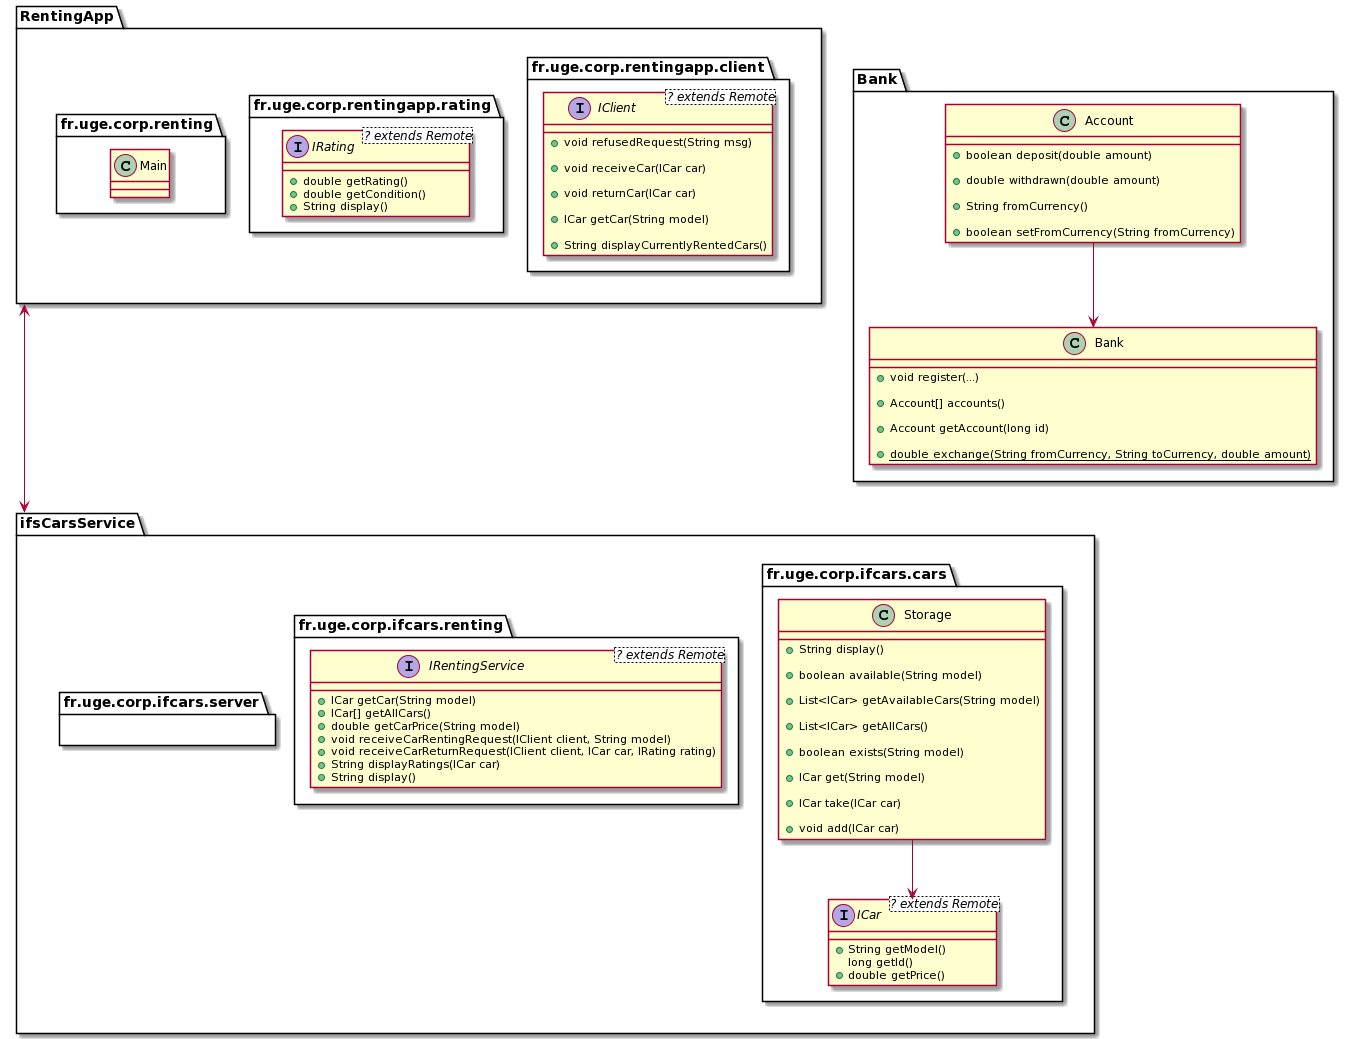 RentingApp
fr.uge.corp.renting
C Main
fr.uge.corp.rentingapp.rating
? extends Remote
I IRating
double getRating()
double getCondition()
String display()
fr.uge.corp.rentingapp.client
? extends Remote
I IClient
void refusedRequest(String msg)
void receiveCar(ICar car)
void returnCar(ICar car)
ICar getCar(String model)
String displayCurrentlyRentedCars()
Bank
C Account
boolean deposit(double amount)
double withdrawn(double amount)
String fromCurrency()
boolean setFromCurrency(String fromCurrency)
C Bank
void register(...)
Account[] accounts()
Account getAccount(long id)
double exchange(String fromCurrency, String toCurrency, double amount)
ifsCarsService
fr.uge.corp.ifcars.server
fr.uge.corp.ifcars.renting
? extends Remote
I IRentingService
ICar getCar(String model)
ICar[] getAllCars()
double getCarPrice(String model)
void receiveCarRentingRequest(IClient client, String model)
void receiveCarReturnRequest(IClient client, ICar car, IRating rating)
String displayRatings(ICar car)
String display()
fr.uge.corp.ifcars.cars
C Storage
String display()
boolean available(String model)
List<ICar> getAvailableCars(String model)
List<ICar> getAllCars()
boolean exists(String model)
ICar get(String model)
ICar take(ICar car)
void add(ICar car)
? extends Remote
I ICar
String getModel()
long getId()
double getPrice()